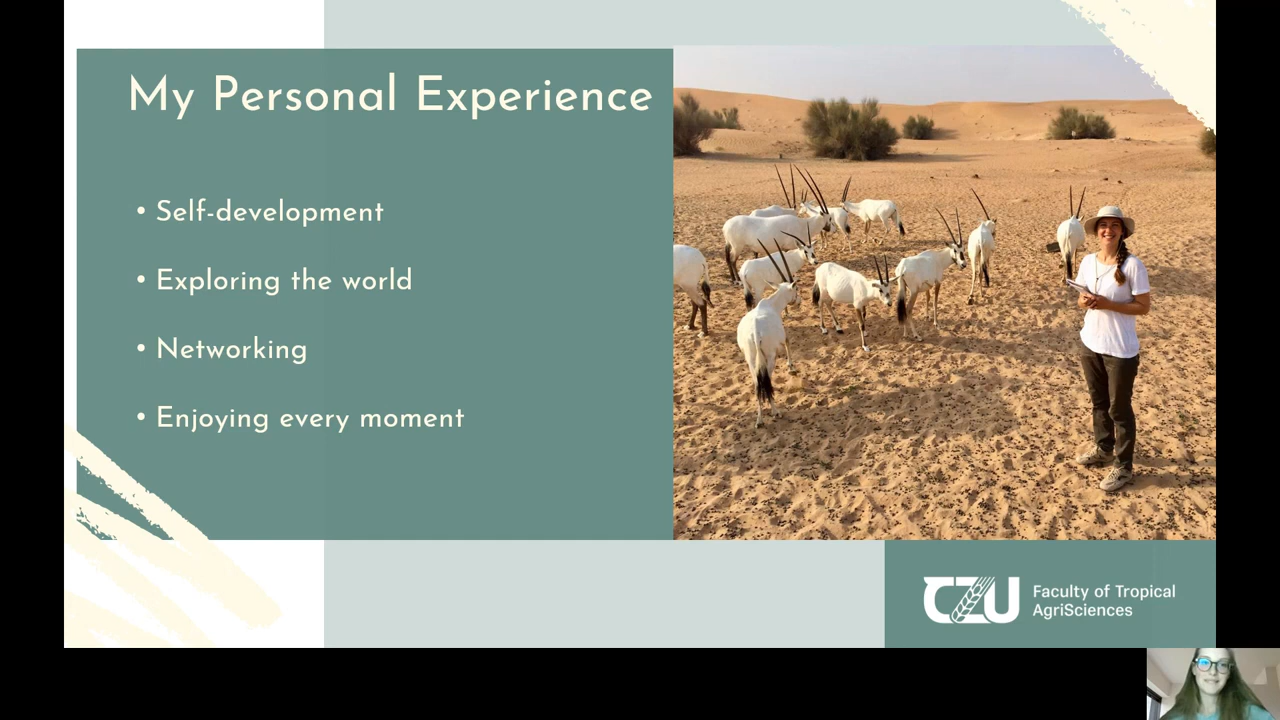 My Personal Experience
• Self-development
• Exploring the world
• Networking
• Enjoying every moment
CZU
Faculty of Tropical
AgriSciences